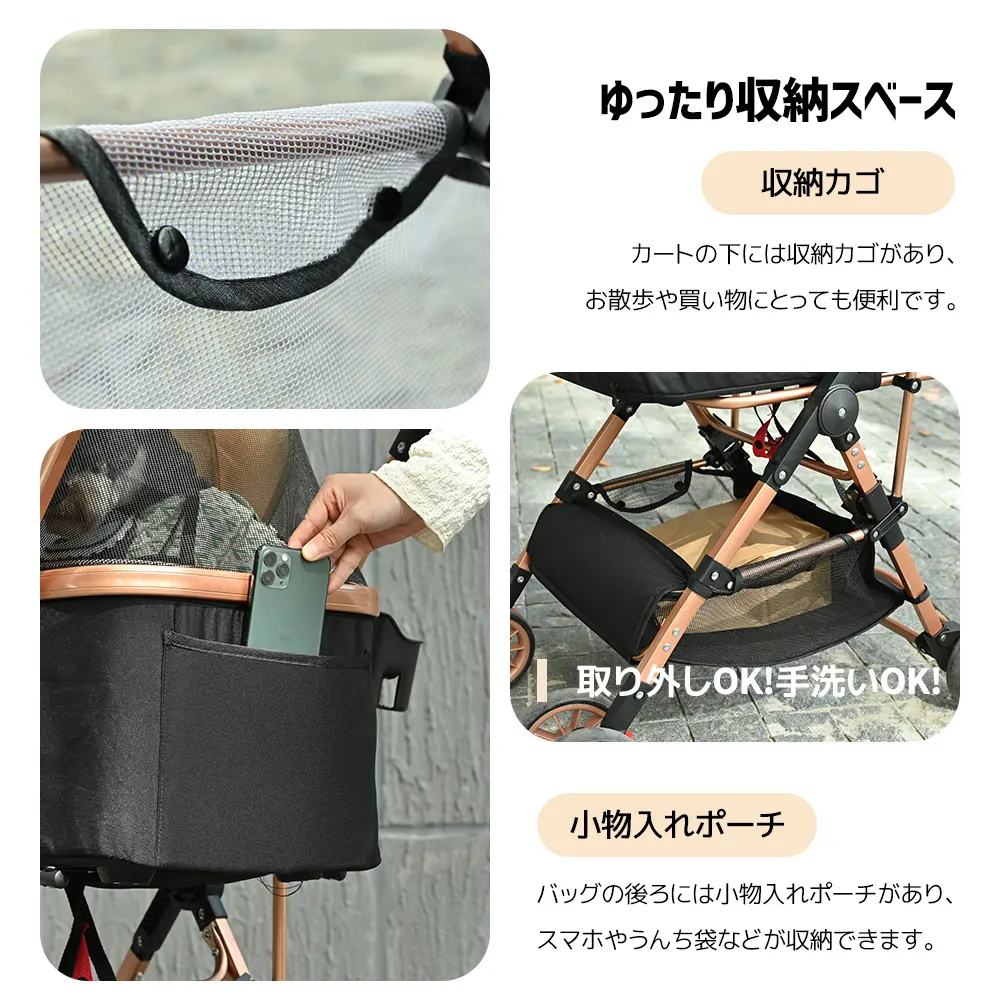 ゆったり収納スペース
収納カゴ
カートの下には収納カゴがあり、
お散歩や買い物にとっても便利です。
取り外しOK!手洗いOK!
小物入れポーチ
バッグの後ろには小物入れポーチがあり、
スマホやうんち袋などが収納できます。